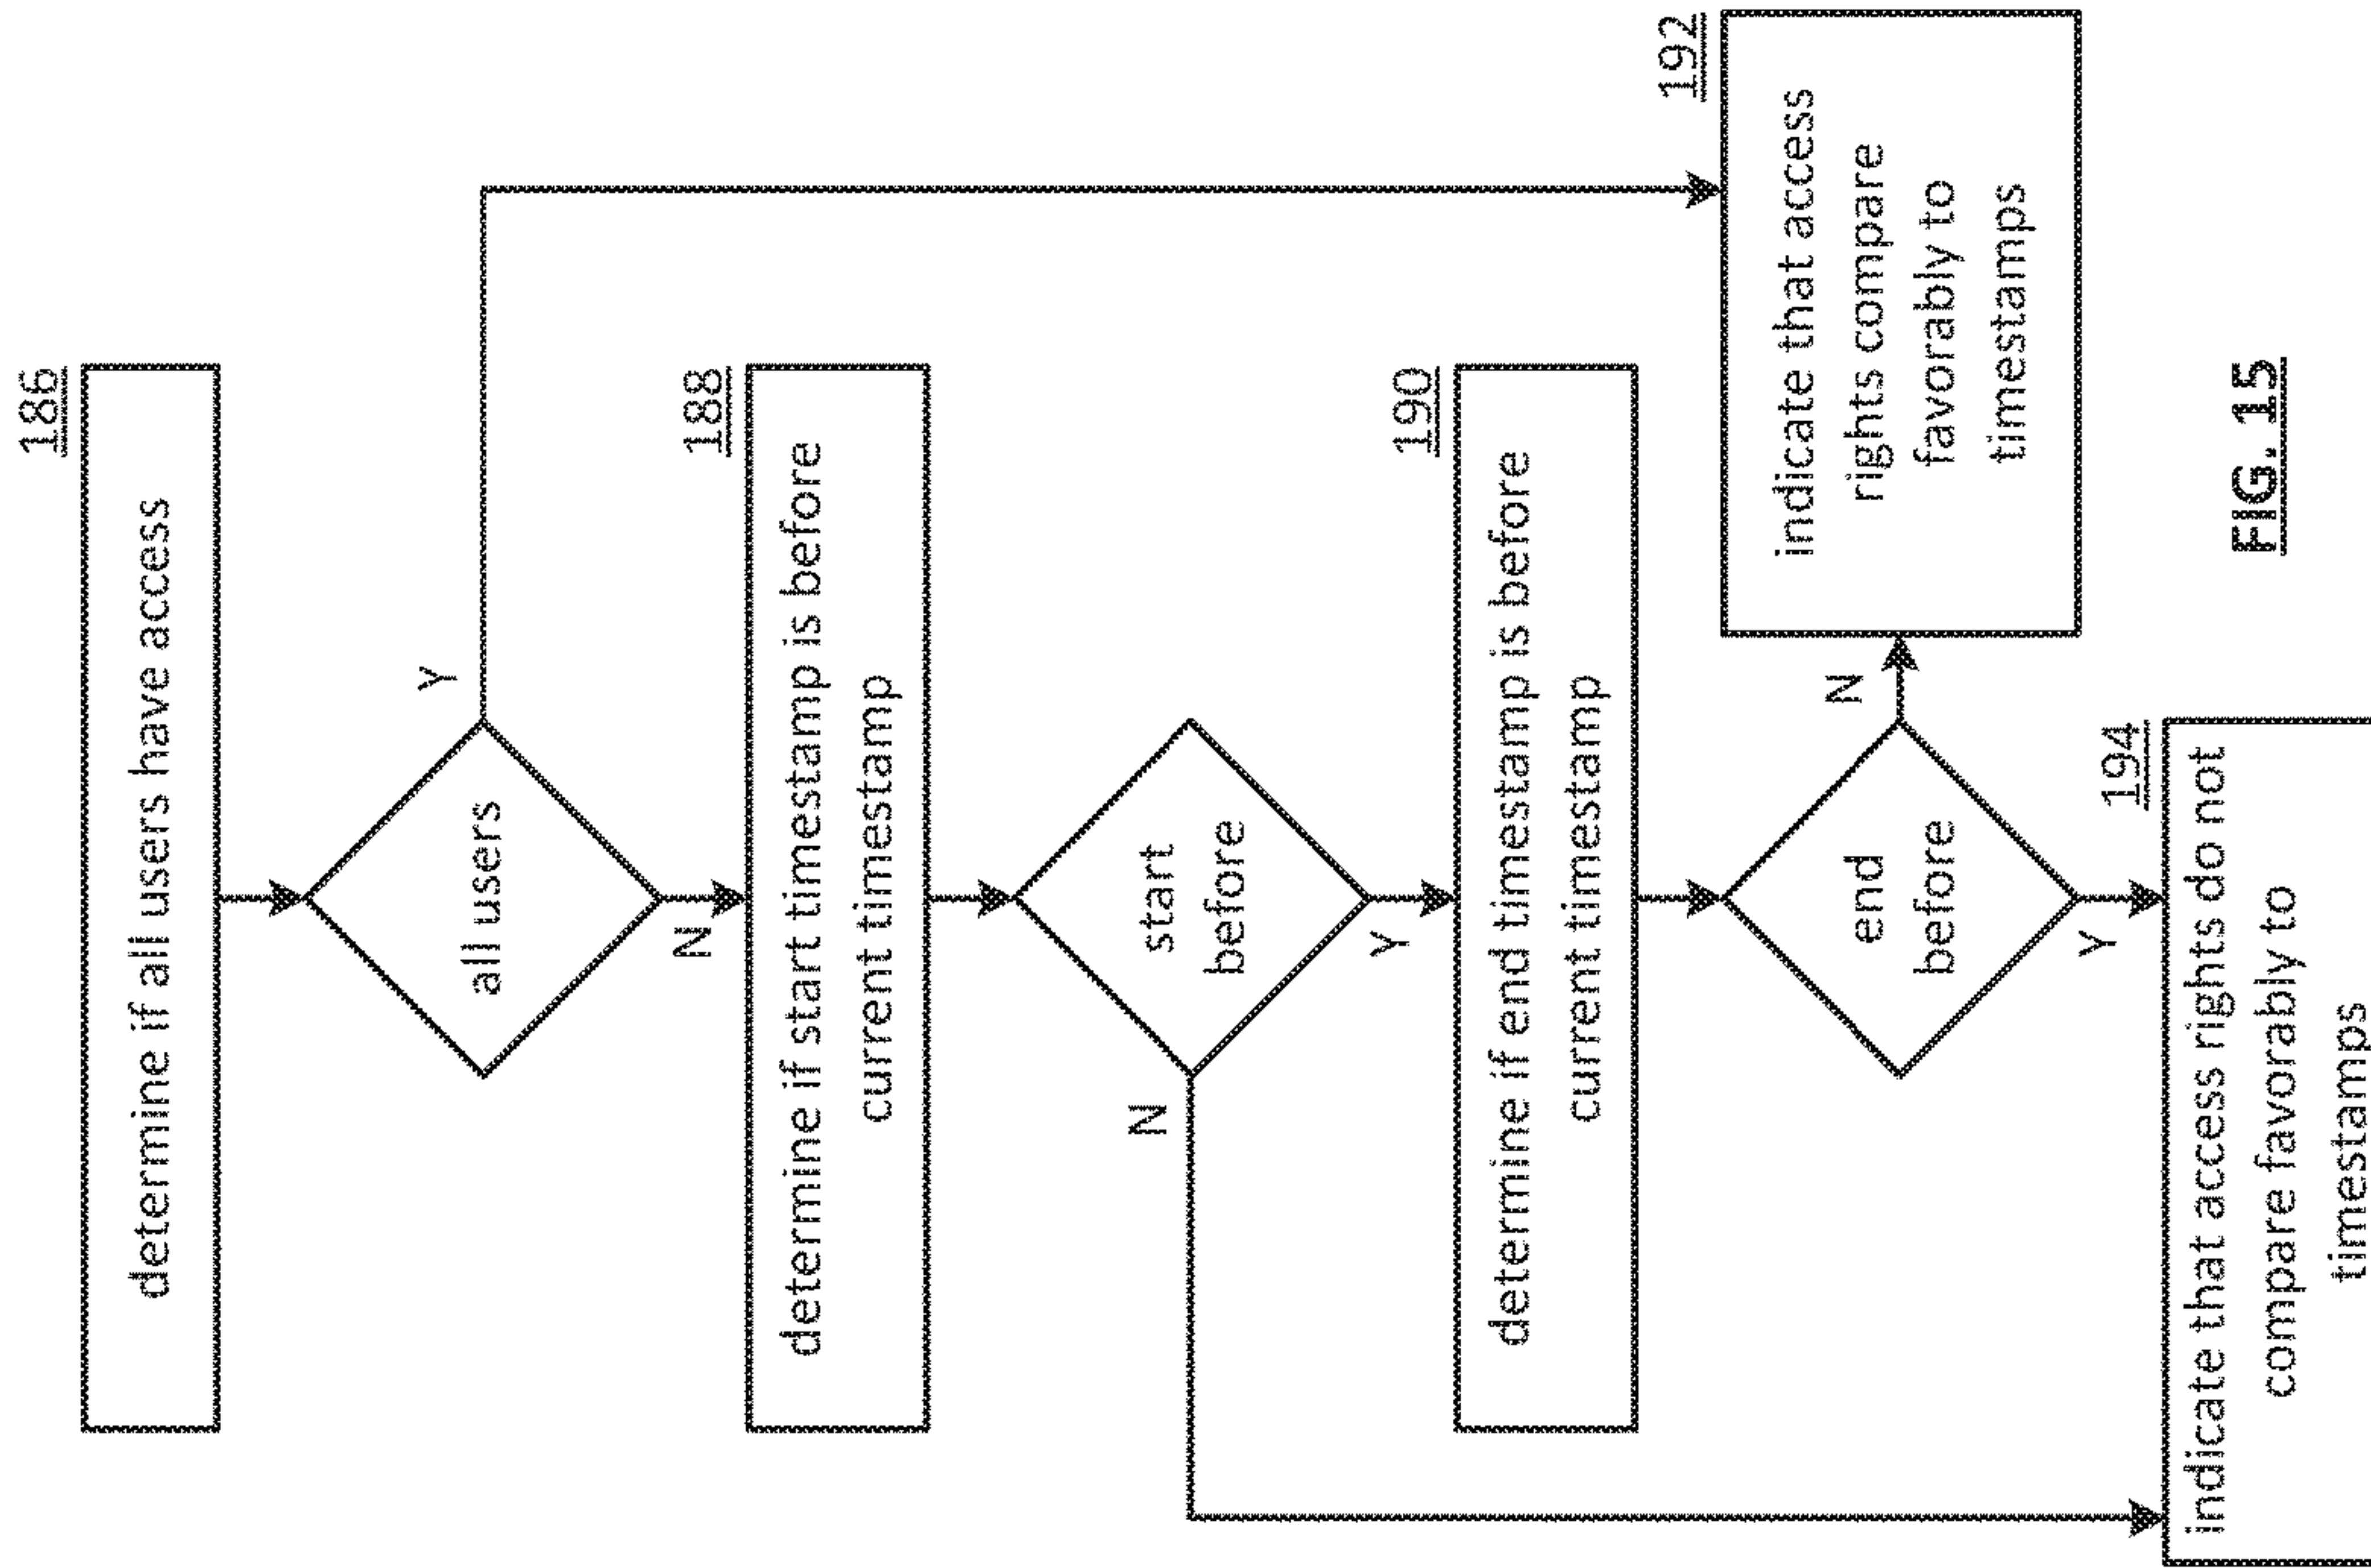 186
determine if all users have access
all users
Y
N
188
determine if start timestamp is before
current timestamp
start
before
N
Y
190
determine if end timestamp is before
current timestamp
end
before
N
Y
192
indicate that access
rights compare
favorably to
timestamps
194
indicate that access rights do not
compare favorably to
timestamps
FIG. 15